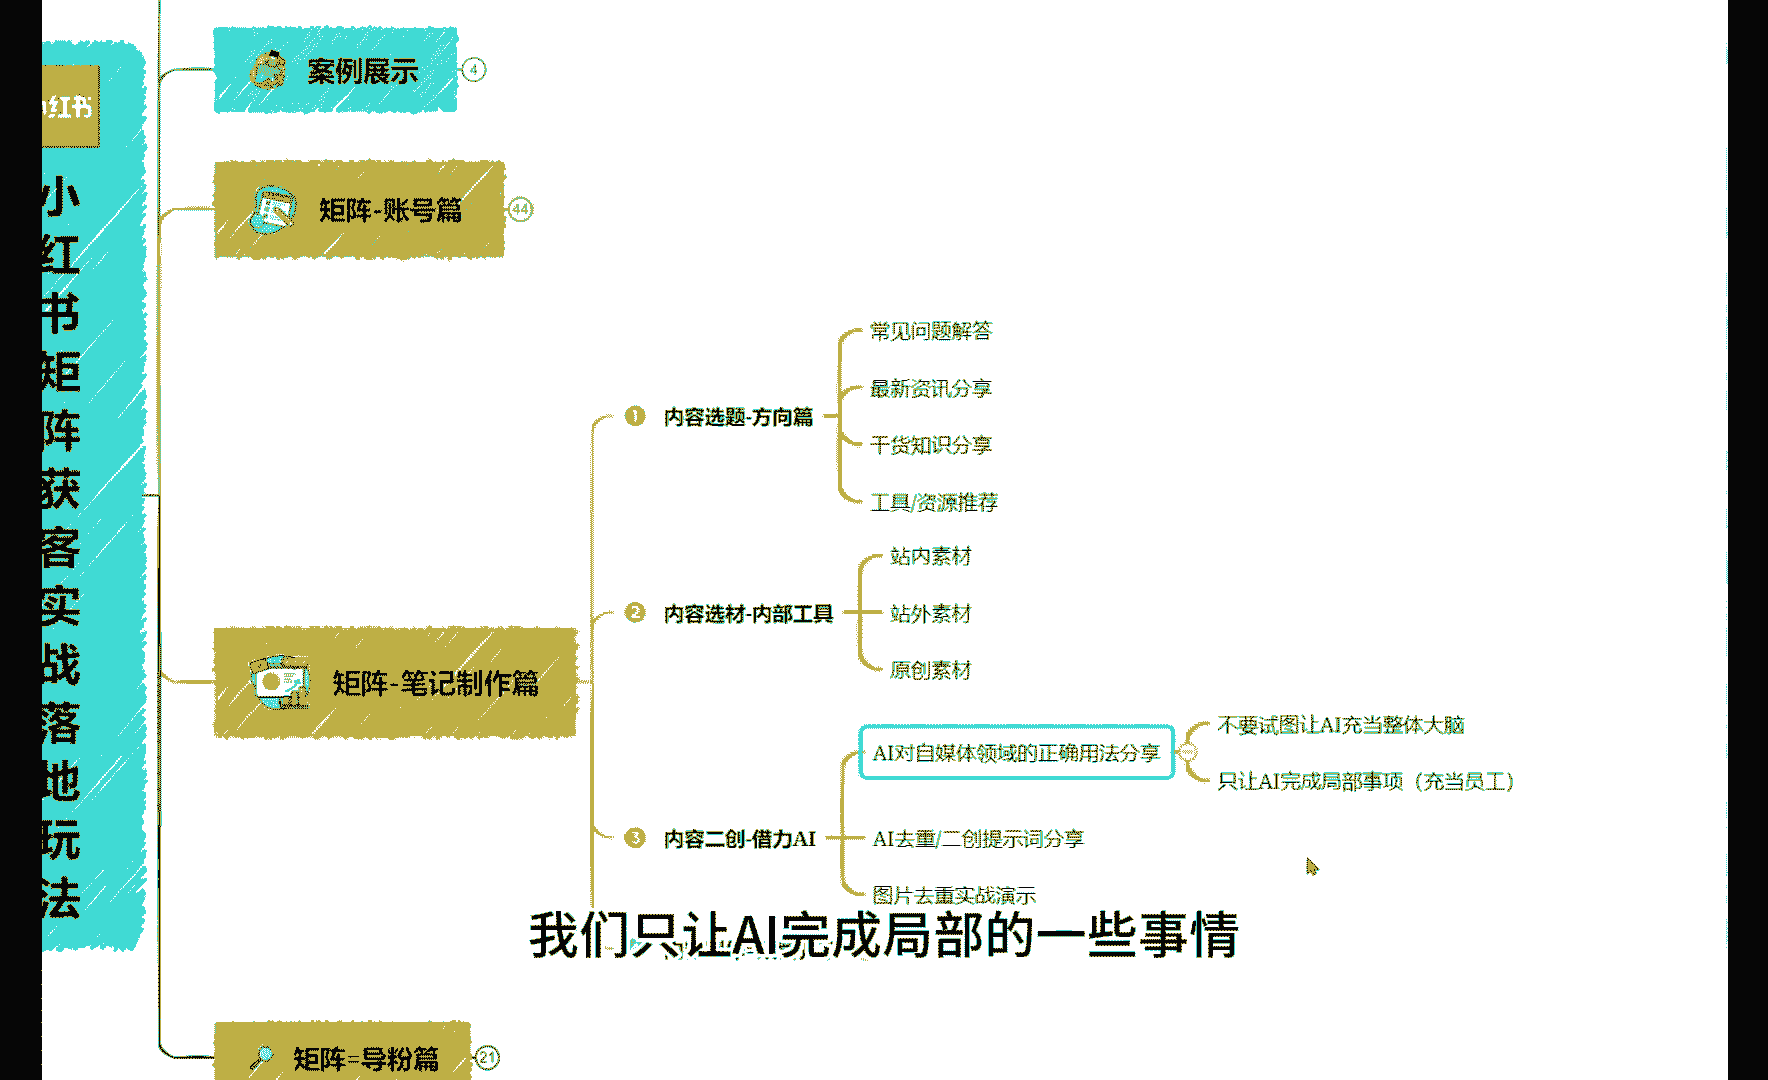 小红书
小红书矩阵获客实战落地玩法
案例展示
4
矩阵-账号篇
44
矩阵-笔记制作篇
1 内容选题-方向篇
常见问题解答
最新资讯分享
干货知识分享
工具/资源推荐
2 内容选材-内部工具
站内素材
站外素材
原创素材
3 内容二创-借力AI
AI对自媒体领域的正确用法分享
不要试图让AI充当整体大脑
只让AI完成局部事项（充当员工）
AI去重/二创提示词分享
图片去重实战演示
我们只让AI完成局部的一些事情
矩阵=导粉篇
21